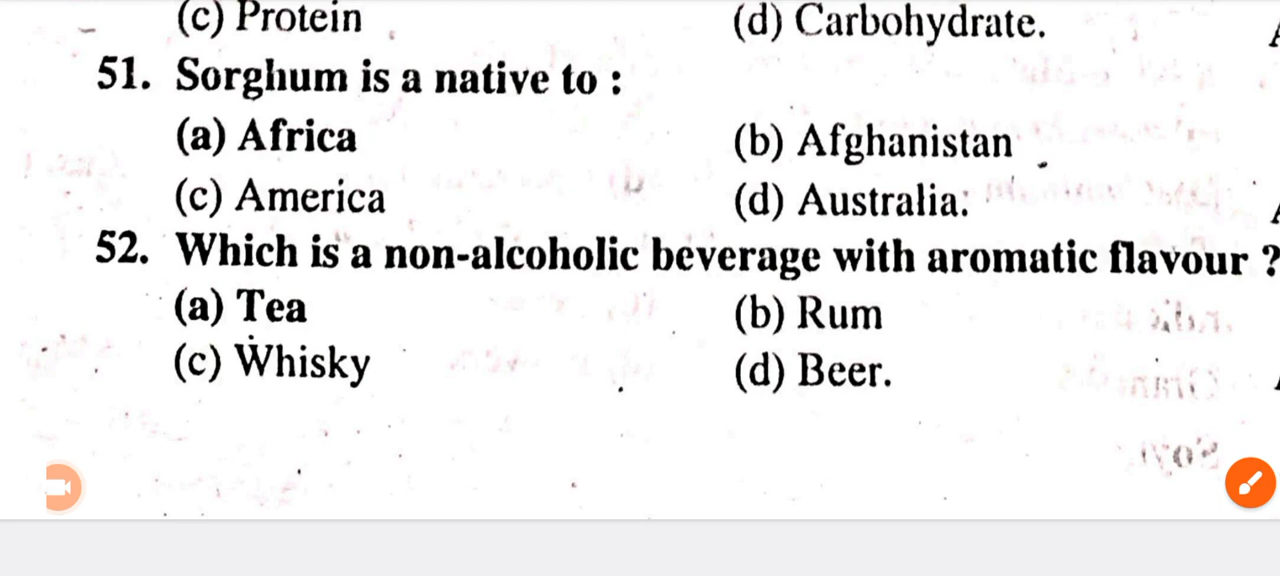 (c) Protein (d) Carbohydrate.
51. Sorghum is a native to :
(a) Africa (b) Afghanistan
(c) America (d) Australia.
52. Which is a non-alcoholic beverage with aromatic flavour ?
(a) Tea (b) Rum
(c) Whisky (d) Beer.